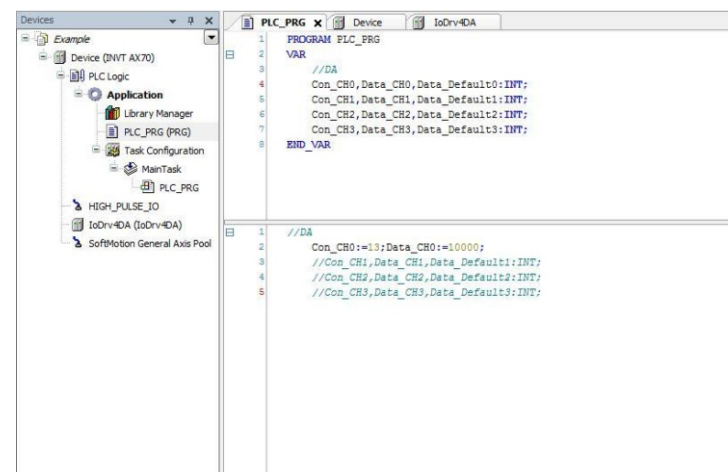 Devices
Example
Device (INVT AX70)
PLC Logic
Application
Library Manager
PLC_PRG (PRG)
Task Configuration
MainTask
PLC_PRG
HIGH_PULSE_IO
IoDrv4DA (IoDrv4DA)
SoftMotion General Axis Pool
PLC_PRG Device IoDrv4DA
1 PROGRAM PLC_PRG
2 VAR
3 //DA
4 Con_CH0,Data_CH0,Data_Default0:INT;
5 Con_CH1,Data_CH1,Data_Default1:INT;
6 Con_CH2,Data_CH2,Data_Default2:INT;
7 Con_CH3,Data_CH3,Data_Default3:INT;
8 END_VAR
1 //DA
2 Con_CH0:=13;Data_CH0:=10000;
3 //Con_CH1,Data_CH1,Data_Default1:INT;
4 //Con_CH2,Data_CH2,Data_Default2:INT;
5 //Con_CH3,Data_CH3,Data_Default3:INT;